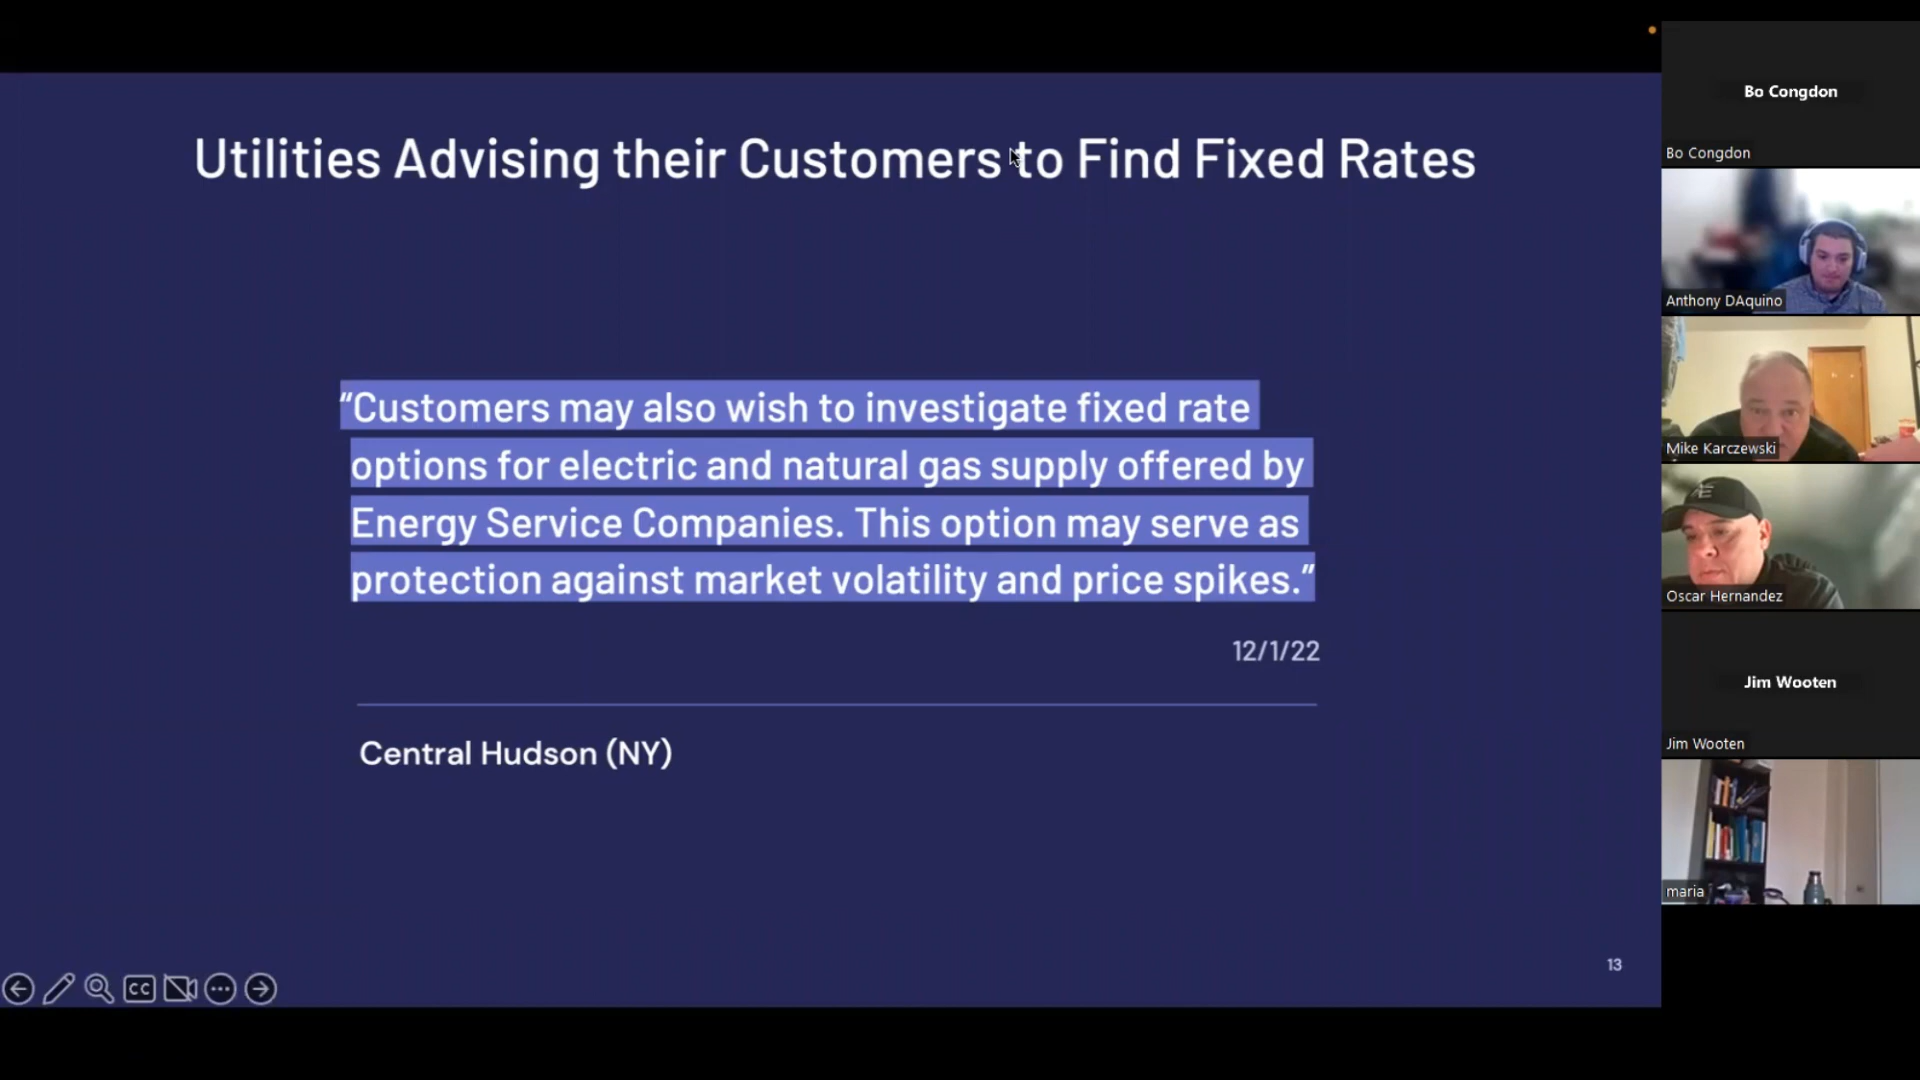 Utilities Advising their Customers to Find Fixed Rates
“Customers may also wish to investigate fixed rate
options for electric and natural gas supply offered by
Energy Service Companies. This option may serve as
protection against market volatility and price spikes.”
12/1/22
Central Hudson (NY)
13
CC
Bo Congdon
Bo Congdon
Anthony DAquino
Mike Karczewski
Oscar Hernandez
Jim Wooten
Jim Wooten
maria